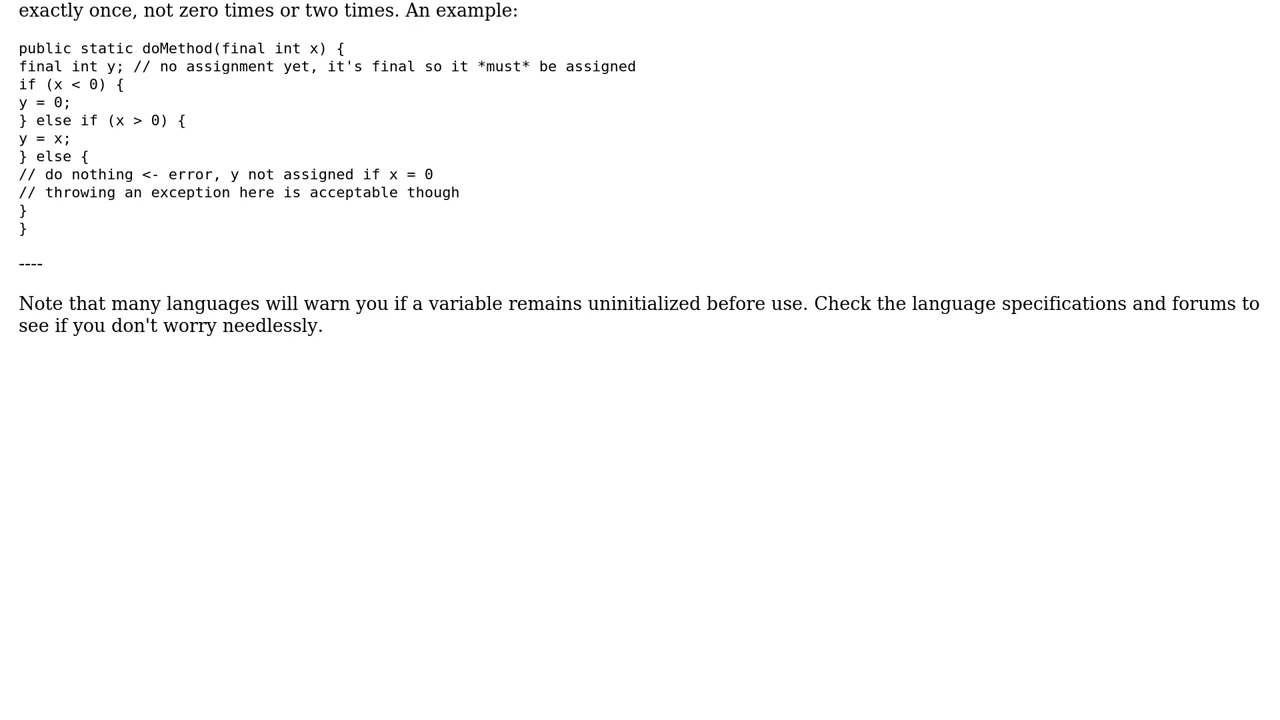 exactly once, not zero times or two times. An example:
public static doMethod(final int x) {
final int y; // no assignment yet, it's final so it *must* be assigned
if (x < 0) {
y = 0;
} else if (x > 0) {
y = x;
} else {
// do nothing <- error, y not assigned if x = 0
// throwing an exception here is acceptable though
}
}
----
Note that many languages will warn you if a variable remains uninitialized before use. Check the language specifications and forums to
see if you don't worry needlessly.